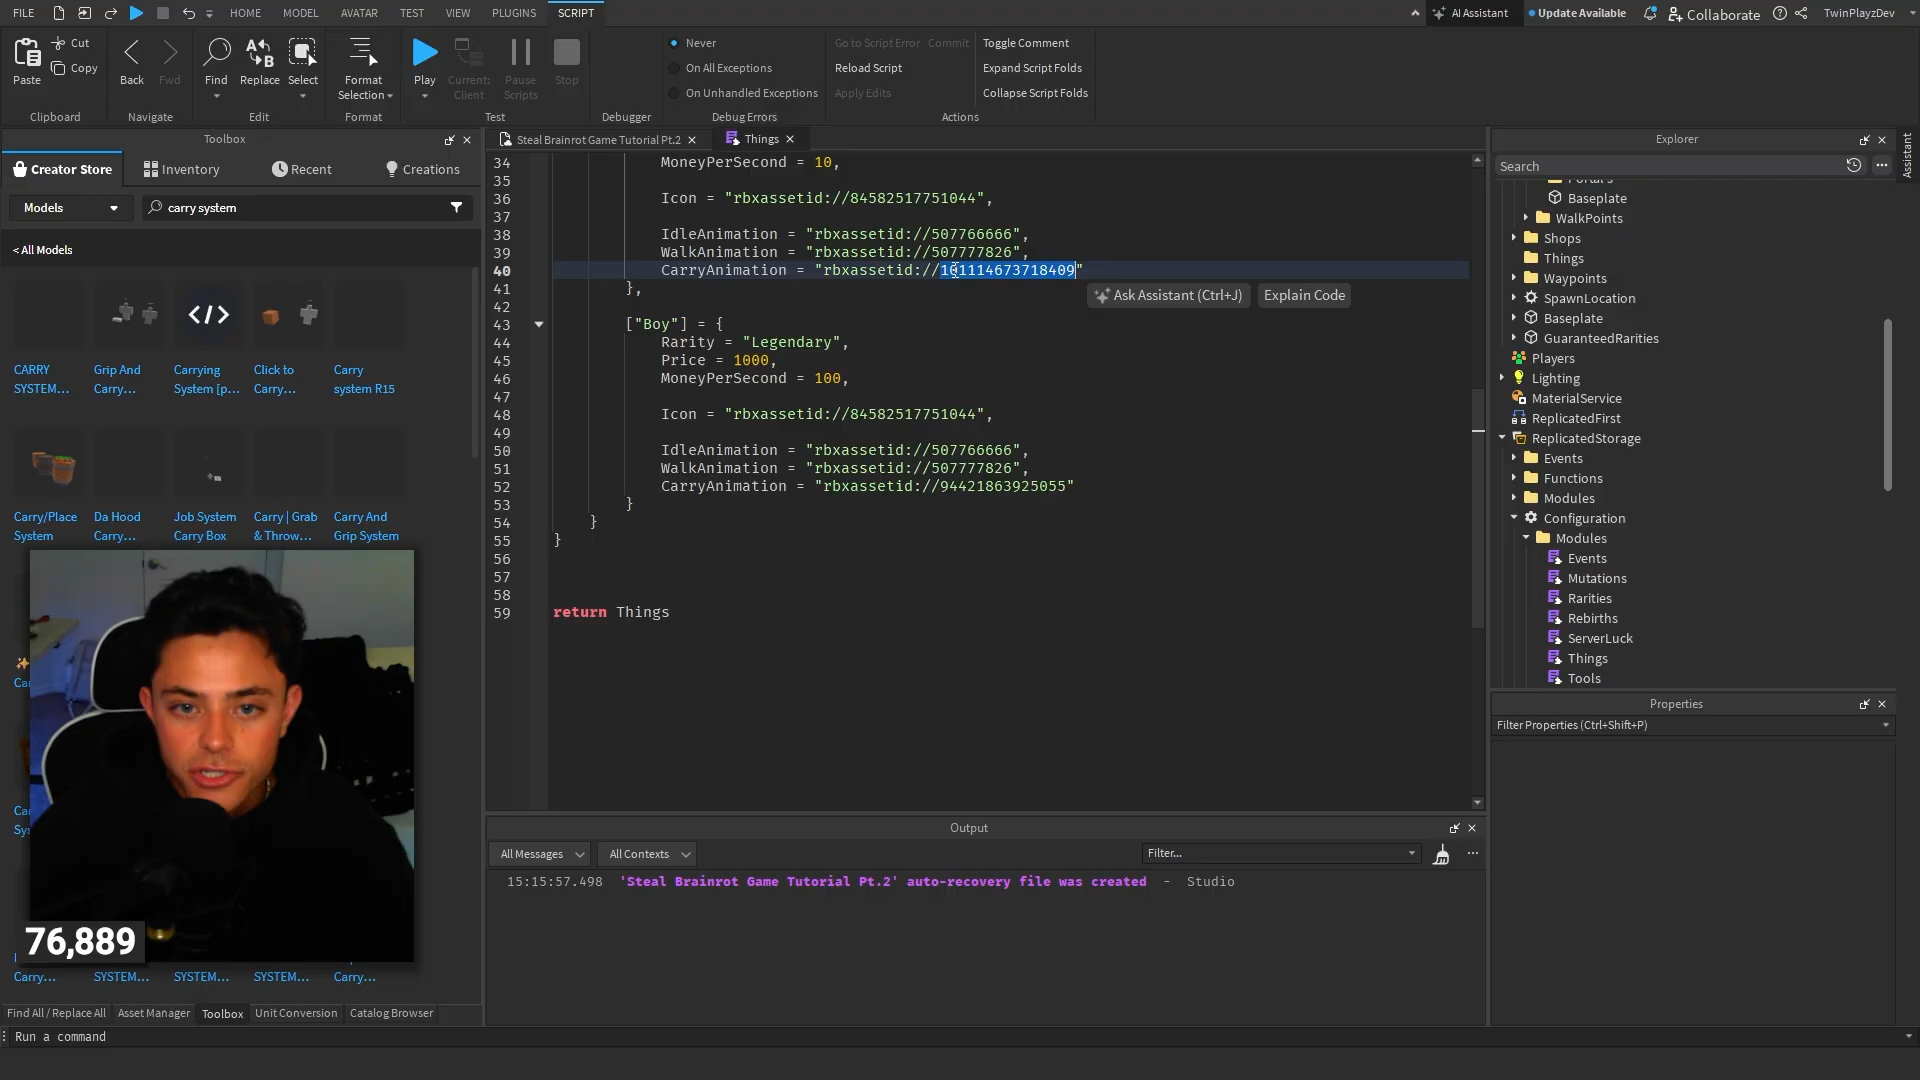 FILE
HOME
MODEL
AVATAR
TEST
VIEW
PLUGINS
SCRIPT
AI Assistant
Update Available
Collaborate
TwinPlayzDev
Paste
Cut
Copy
Clipboard
Back
Fwd
Navigate
Find
Replace
Select
Edit
Format
Selection
Format
Play
Current:
Client
Pause
Scripts
Stop
Test
Debugger
Never
On All Exceptions
On Unhandled Exceptions
Debug Errors
Go to Script Error Commit
Reload Script
Apply Edits
Toggle Comment
Expand Script Folds
Collapse Script Folds
Actions
Toolbox
Creator Store
Inventory
Recent
Creations
Models
carry system
< All Models
CARRY
SYSTEM...
Grip And
Carry...
Carrying
System [p...
Click to
Carry...
Carry
system R15
Carry/Place
System
Da Hood
Carry...
Job System
Carry Box
Carry | Grab
& Throw...
Carry And
Grip System
76,889
Carry...
SYSTEM...
SYSTEM...
SYSTEM...
Carry...
Find All / Replace All
Asset Manager
Toolbox
Unit Conversion
Catalog Browser
Run a command
Steal Brainrot Game Tutorial Pt.2
Things
34 MoneyPerSecond = 10,
35
36 Icon = "rbxassetid://84582517751044",
37
38 IdleAnimation = "rbxassetid://507766666",
39 WalkAnimation = "rbxassetid://507777826",
40 CarryAnimation = "rbxassetid://101114673718409"
41 },
42
43 ["Boy"] = {
44 Rarity = "Legendary",
45 Price = 1000,
46 MoneyPerSecond = 100,
47
48 Icon = "rbxassetid://84582517751044",
49
50 IdleAnimation = "rbxassetid://507766666",
51 WalkAnimation = "rbxassetid://507777826",
52 CarryAnimation = "rbxassetid://94421863925055"
53 }
54 }
55 }
56
57
58
59 return Things
Ask Assistant (Ctrl+J)
Explain Code
Output
All Messages
All Contexts
Filter...
15:15:57.498 'Steal Brainrot Game Tutorial Pt.2' auto-recovery file was created - Studio
Explorer
Search
Baseplate
WalkPoints
Shops
Things
Waypoints
SpawnLocation
Baseplate
GuaranteedRarities
Players
Lighting
MaterialService
ReplicatedFirst
ReplicatedStorage
Events
Functions
Modules
Configuration
Modules
Events
Mutations
Rarities
Rebirths
ServerLuck
Things
Tools
Properties
Filter Properties (Ctrl+Shift+P)
Assistant